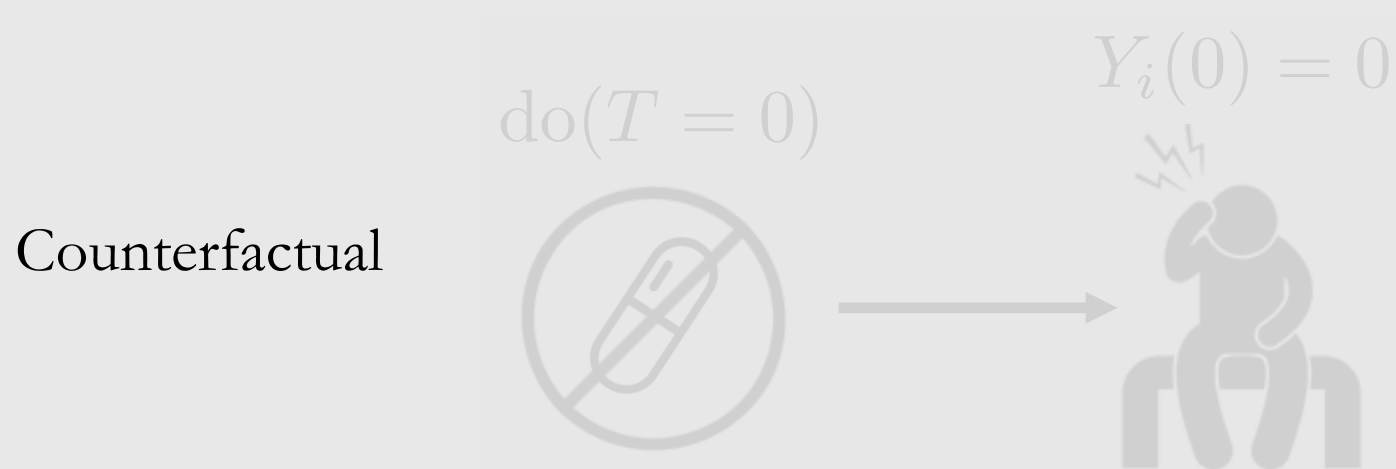 Y_i(0) = 0
do(T = 0)
Counterfactual